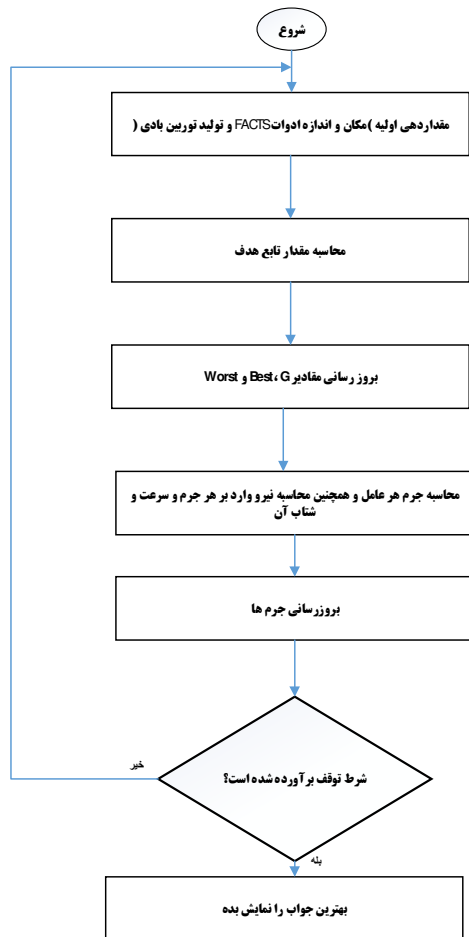 شروع
مقداردهی اولیه )مکان و اندازه ادوات FACTS و تولید توربین بادی (
محاسبه مقدار تابع هدف
بروز رسانی مقادیر Best، G و Worst
محاسبه جرم هر عامل و همچنین محاسبه نیرو وارد بر هر جرم و سرعت و
شتاب آن
بروزرسانی جرم ها
شرط توقف برآورده شده است؟
خیر
بله
بهترین جواب را نمایش بده